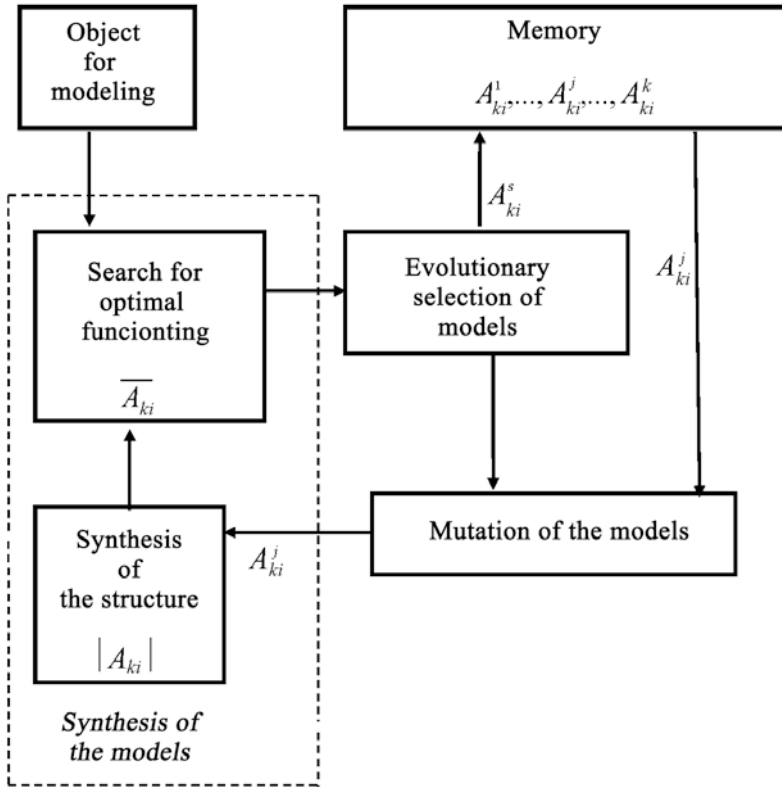 Object
for
modeling
Memory
$A_{ki}^{1},...,A_{ki}^{j},...,A_{ki}^{k}$
$A_{ki}^{s}$
$A_{ki}^{j}$
Search for
optimal
funcionting
$\overline{A_{ki}}$
Evolutionary
selection of
models
Mutation of the models
$A_{ki}^{j}$
Synthesis
of
the structure
$|A_{ki}|$
Synthesis of
the models